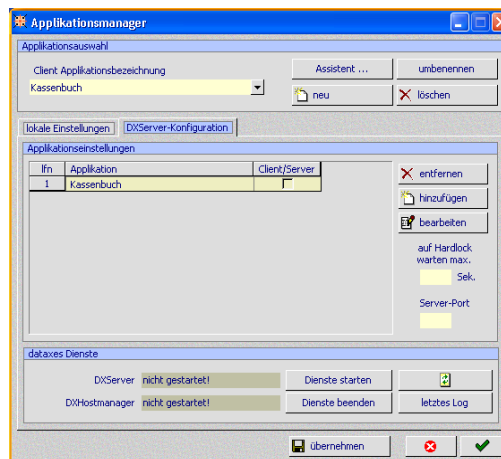 Applikationsmanager
Applikationsauswahl
Client Applikationsbezeichnung
Kassenbuch
Assistent ...
umbenennen
neu
löschen
lokale Einstellungen
DXServer-Konfiguration
Applikationseinstellungen
lfn Applikation Client/Server
1 Kassenbuch
entfernen
hinzufügen
bearbeiten
auf Hardlock
warten max.
Sek.
Server-Port
dataxes Dienste
DXServer nicht gestartet! Dienste starten
DXHostmanager nicht gestartet! Dienste beenden letztes Log
übernehmen